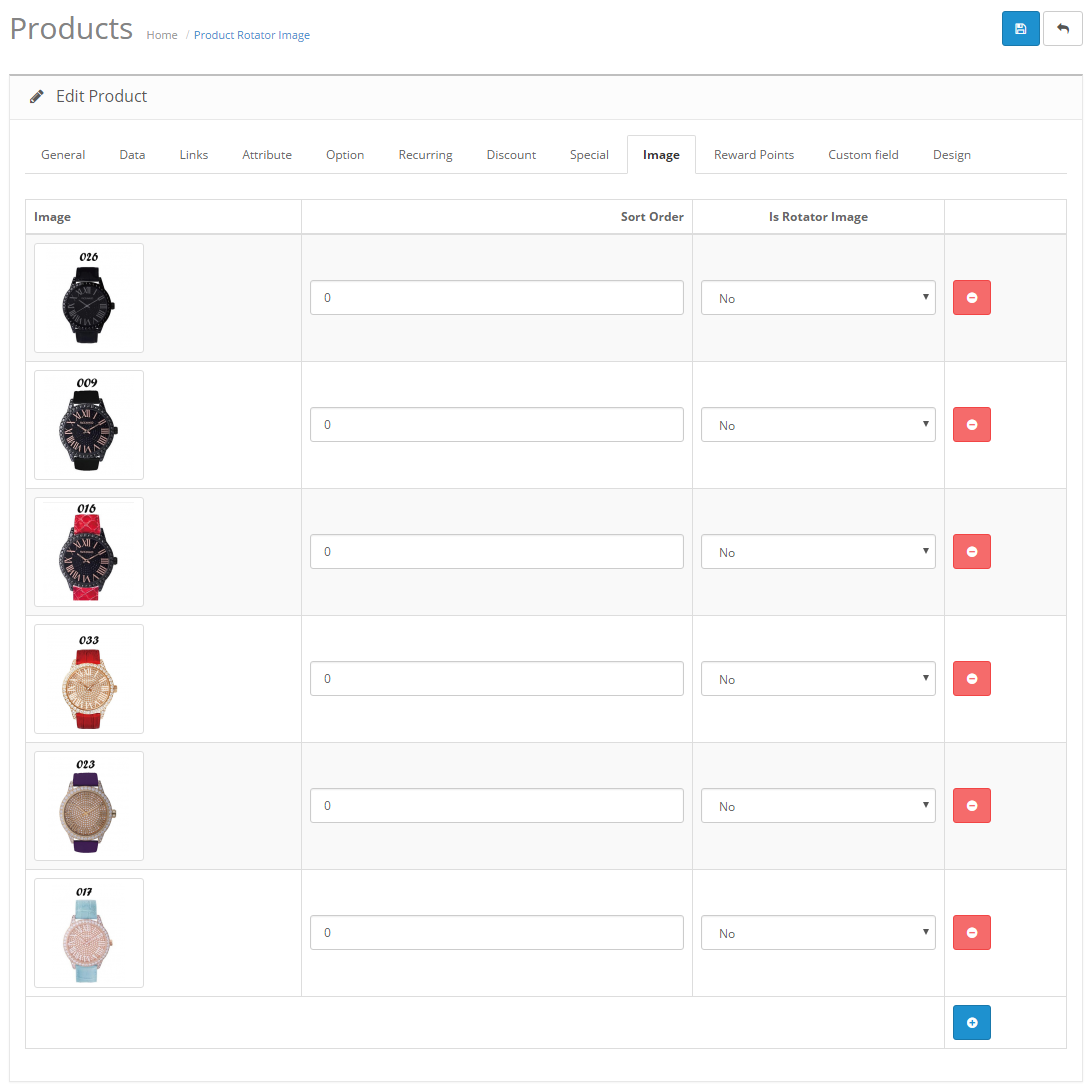 Products Home / Product Rotator Image
Edit Product
General Data Links Attribute Option Recurring Discount Special Image Reward Points Custom field Design
Image Sort Order Is Rotator Image
026
0 No
009
0 No
016
0 No
033
0 No
023
0 No
017
0 No